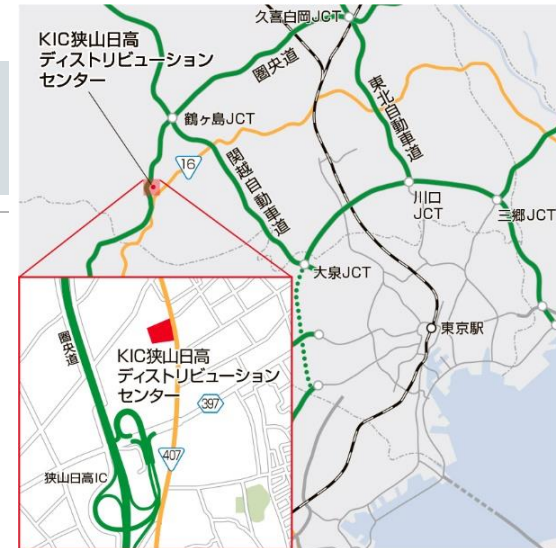 久喜白岡JCT
KIC狭山日高
ディストリビューション
センター
圏央道
東北自動車道
鶴ヶ島JCT
16
関越自動車道
川口
JCT
三郷JCT
大泉JCT
東京駅
圏央道
KIC狭山日高
ディストリビューション
センター
397
407
狭山日高IC